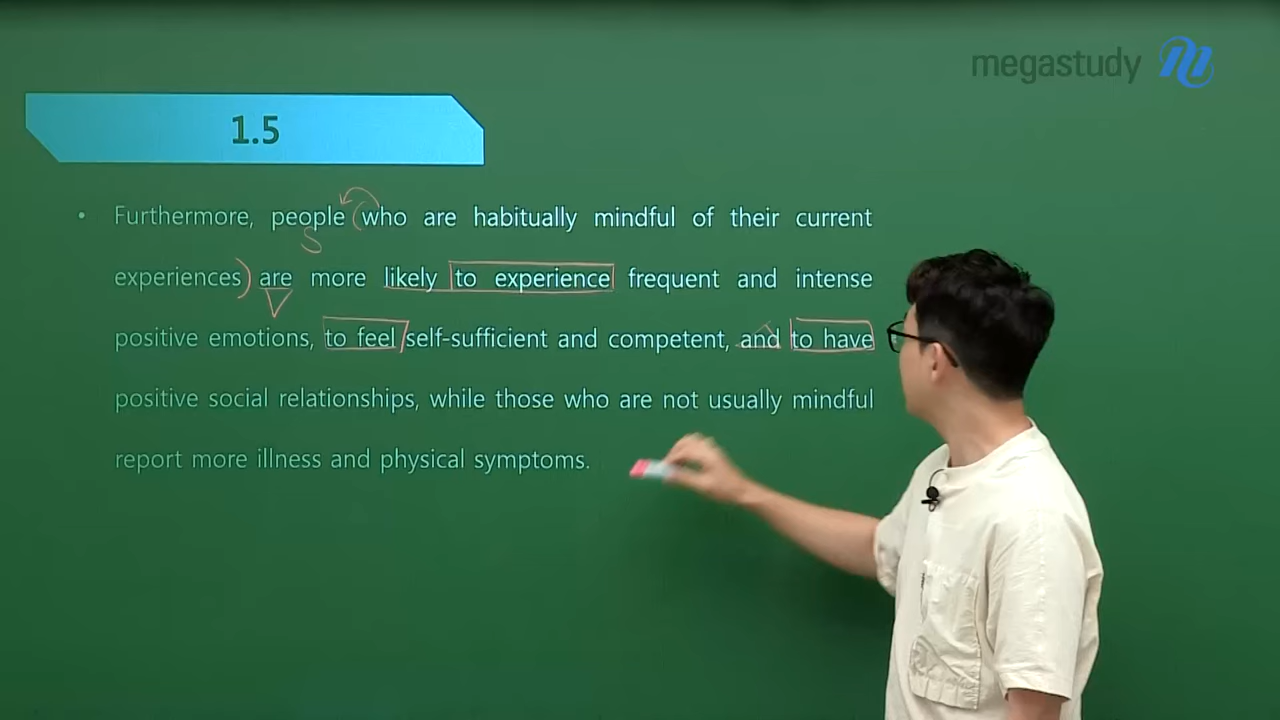 megastudy
1.5
• Furthermore, people who are habitually mindful of their current
S
experiences) are more likely to experience frequent and intense
V
positive emotions, to feel self-sufficient and competent, and to have
positive social relationships, while those who are not usually mindful
report more illness and physical symptoms.